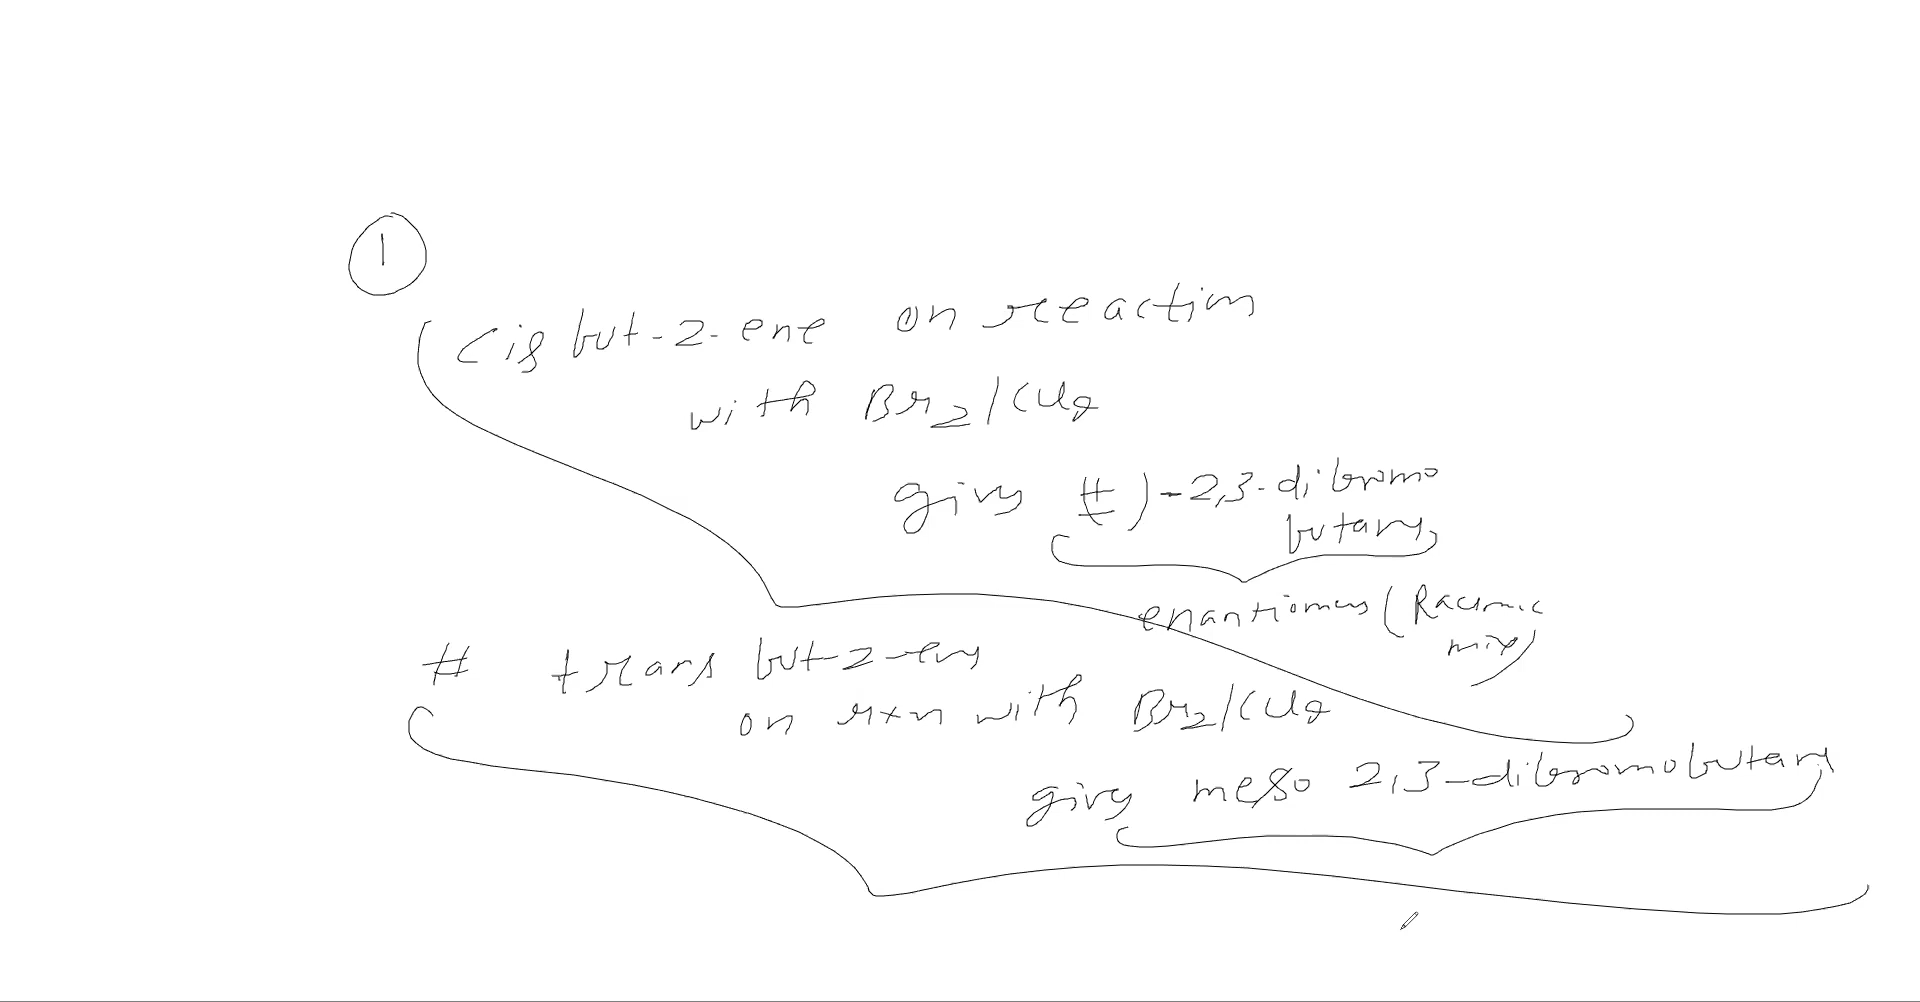 1
cis but-2-ene on reaction
with Br2/CCl4
gives (±)-2,3-dibromo
butane
enantiomers (Racemic
mix)
# trans but-2-ene
on rxn with Br2/CCl4
gives meso 2,3-dibromobutane